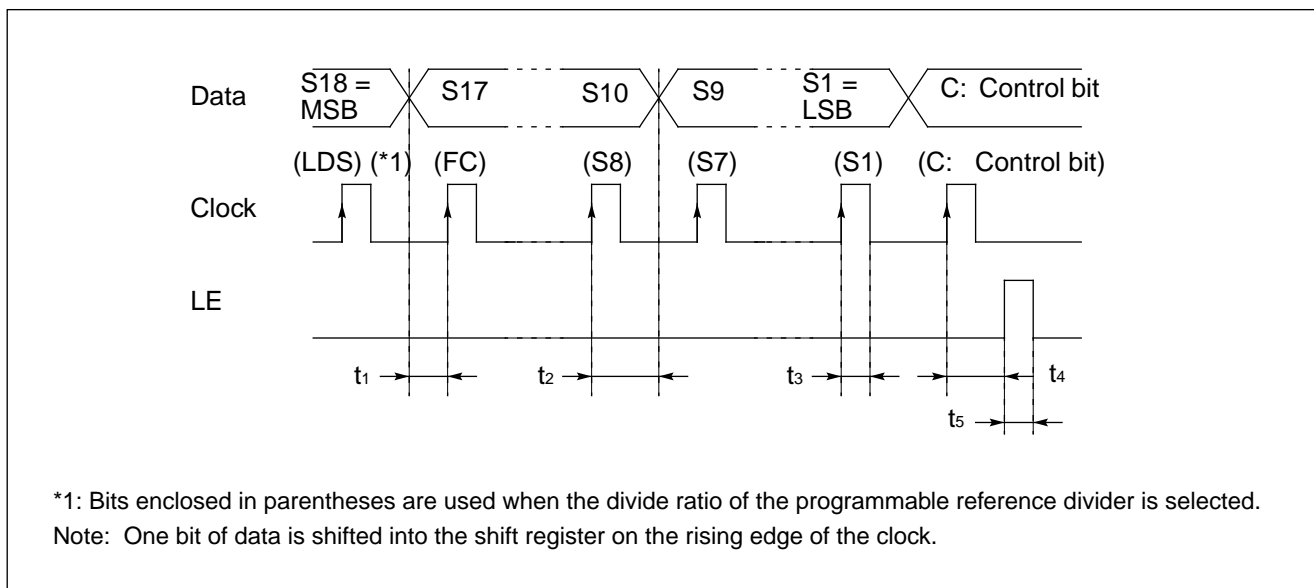 Data
S18 =
MSB
S17
S10
S9
S1 =
LSB
C: Control bit
(LDS) (*1)
(FC)
(S8)
(S7)
(S1)
(C: Control bit)
Clock
LE
t1
t2
t3
t4
t5
*1: Bits enclosed in parentheses are used when the divide ratio of the programmable reference divider is selected.
Note: One bit of data is shifted into the shift register on the rising edge of the clock.